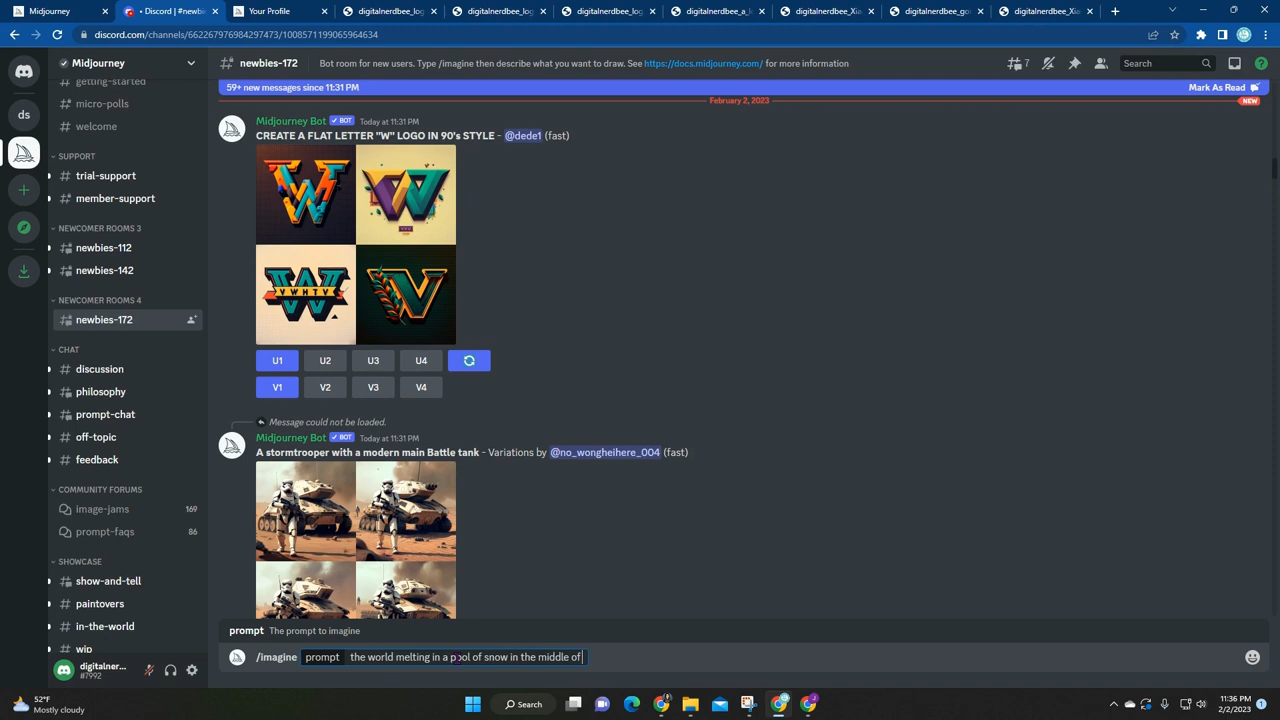 Midjourney
Discord | #newbie
Your Profile
digitalnerdbee_log
digitalnerdbee_log
digitalnerdbee_log
digitalnerdbee_a_l
digitalnerdbee_Xia
digitalnerdbee_go
digitalnerdbee_Xia
discord.com/channels/662267976984297473/1008571199065964634
Midjourney
newbies-172
Bot room for new users. Type /imagine then describe what you want to draw. See https://docs.midjourney.com/ for more information
7
Search
59+ new messages since 11:31 PM
Mark As Read
February 2, 2023
NEW
ds
getting-started
micro-polls
welcome
SUPPORT
trial-support
member-support
NEWCOMER ROOMS 3
newbies-112
newbies-142
NEWCOMER ROOMS 4
newbies-172
CHAT
discussion
philosophy
prompt-chat
off-topic
feedback
COMMUNITY FORUMS
image-jams 169
prompt-faqs 86
SHOWCASE
show-and-tell
paintovers
in-the-world
wip
digitalner...
#7992
Midjourney Bot BOT Today at 11:31 PM
CREATE A FLAT LETTER "W" LOGO IN 90's STYLE - @dede1 (fast)
U1 U2 U3 U4
V1 V2 V3 V4
Message could not be loaded.
Midjourney Bot BOT Today at 11:31 PM
A stormtrooper with a modern main Battle tank - Variations by @no_wongheihere_004 (fast)
prompt The prompt to imagine
/imagine prompt the world melting in a pool of snow in the middle of
52°F
Mostly cloudy
Search
11:36 PM
2/2/2023